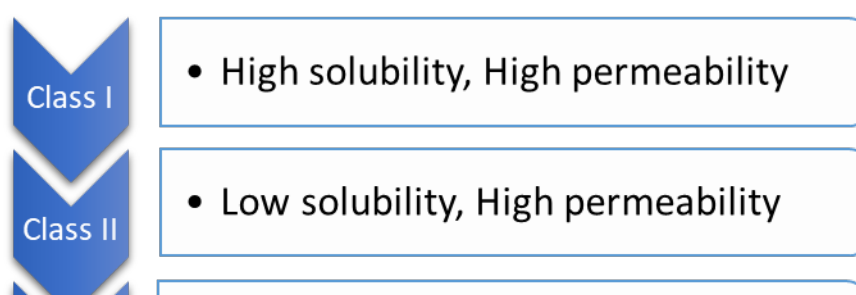 Class I
• High solubility, High permeability
Class II
• Low solubility, High permeability